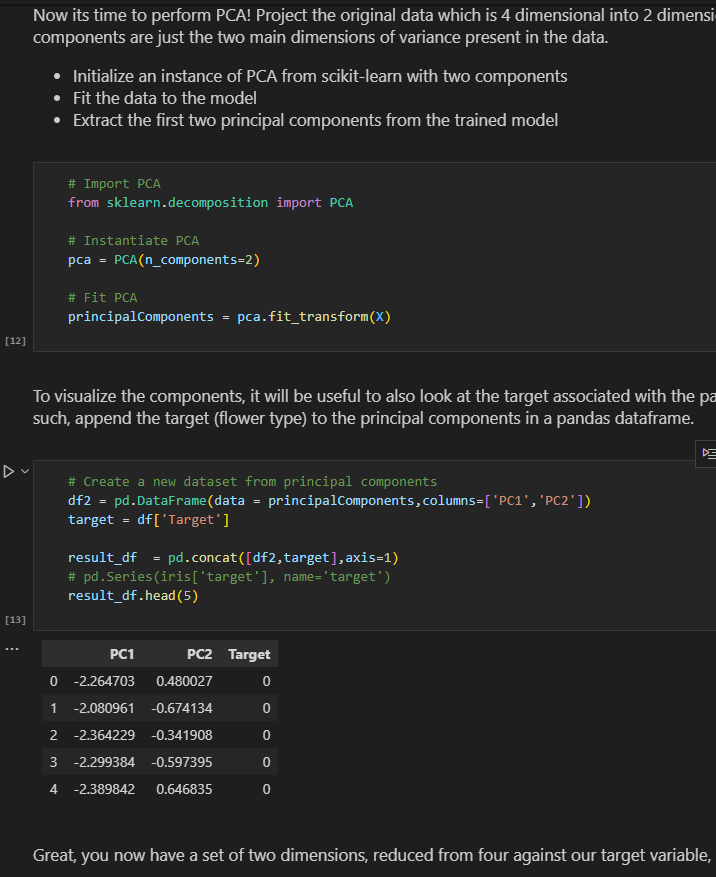 Now its time to perform PCA! Project the original data which is 4 dimensional into 2 dimensi
components are just the two main dimensions of variance present in the data.
• Initialize an instance of PCA from scikit-learn with two components
• Fit the data to the model
• Extract the first two principal components from the trained model
# Import PCA
from sklearn.decomposition import PCA
# Instantiate PCA
pca = PCA(n_components=2)
# Fit PCA
principalComponents = pca.fit_transform(X)
[12]
To visualize the components, it will be useful to also look at the target associated with the pa
such, append the target (flower type) to the principal components in a pandas dataframe.
# Create a new dataset from principal components
df2 = pd.DataFrame(data = principalComponents,columns=['PC1','PC2'])
target = df['Target']
result_df  = pd.concat([df2,target],axis=1)
# pd.Series(iris['target'], name='target')
result_df.head(5)
[13]
...
PC1 PC2 Target
0 -2.264703 0.480027 0
1 -2.080961 -0.674134 0
2 -2.364229 -0.341908 0
3 -2.299384 -0.597395 0
4 -2.389842 0.646835 0
Great, you now have a set of two dimensions, reduced from four against our target variable,